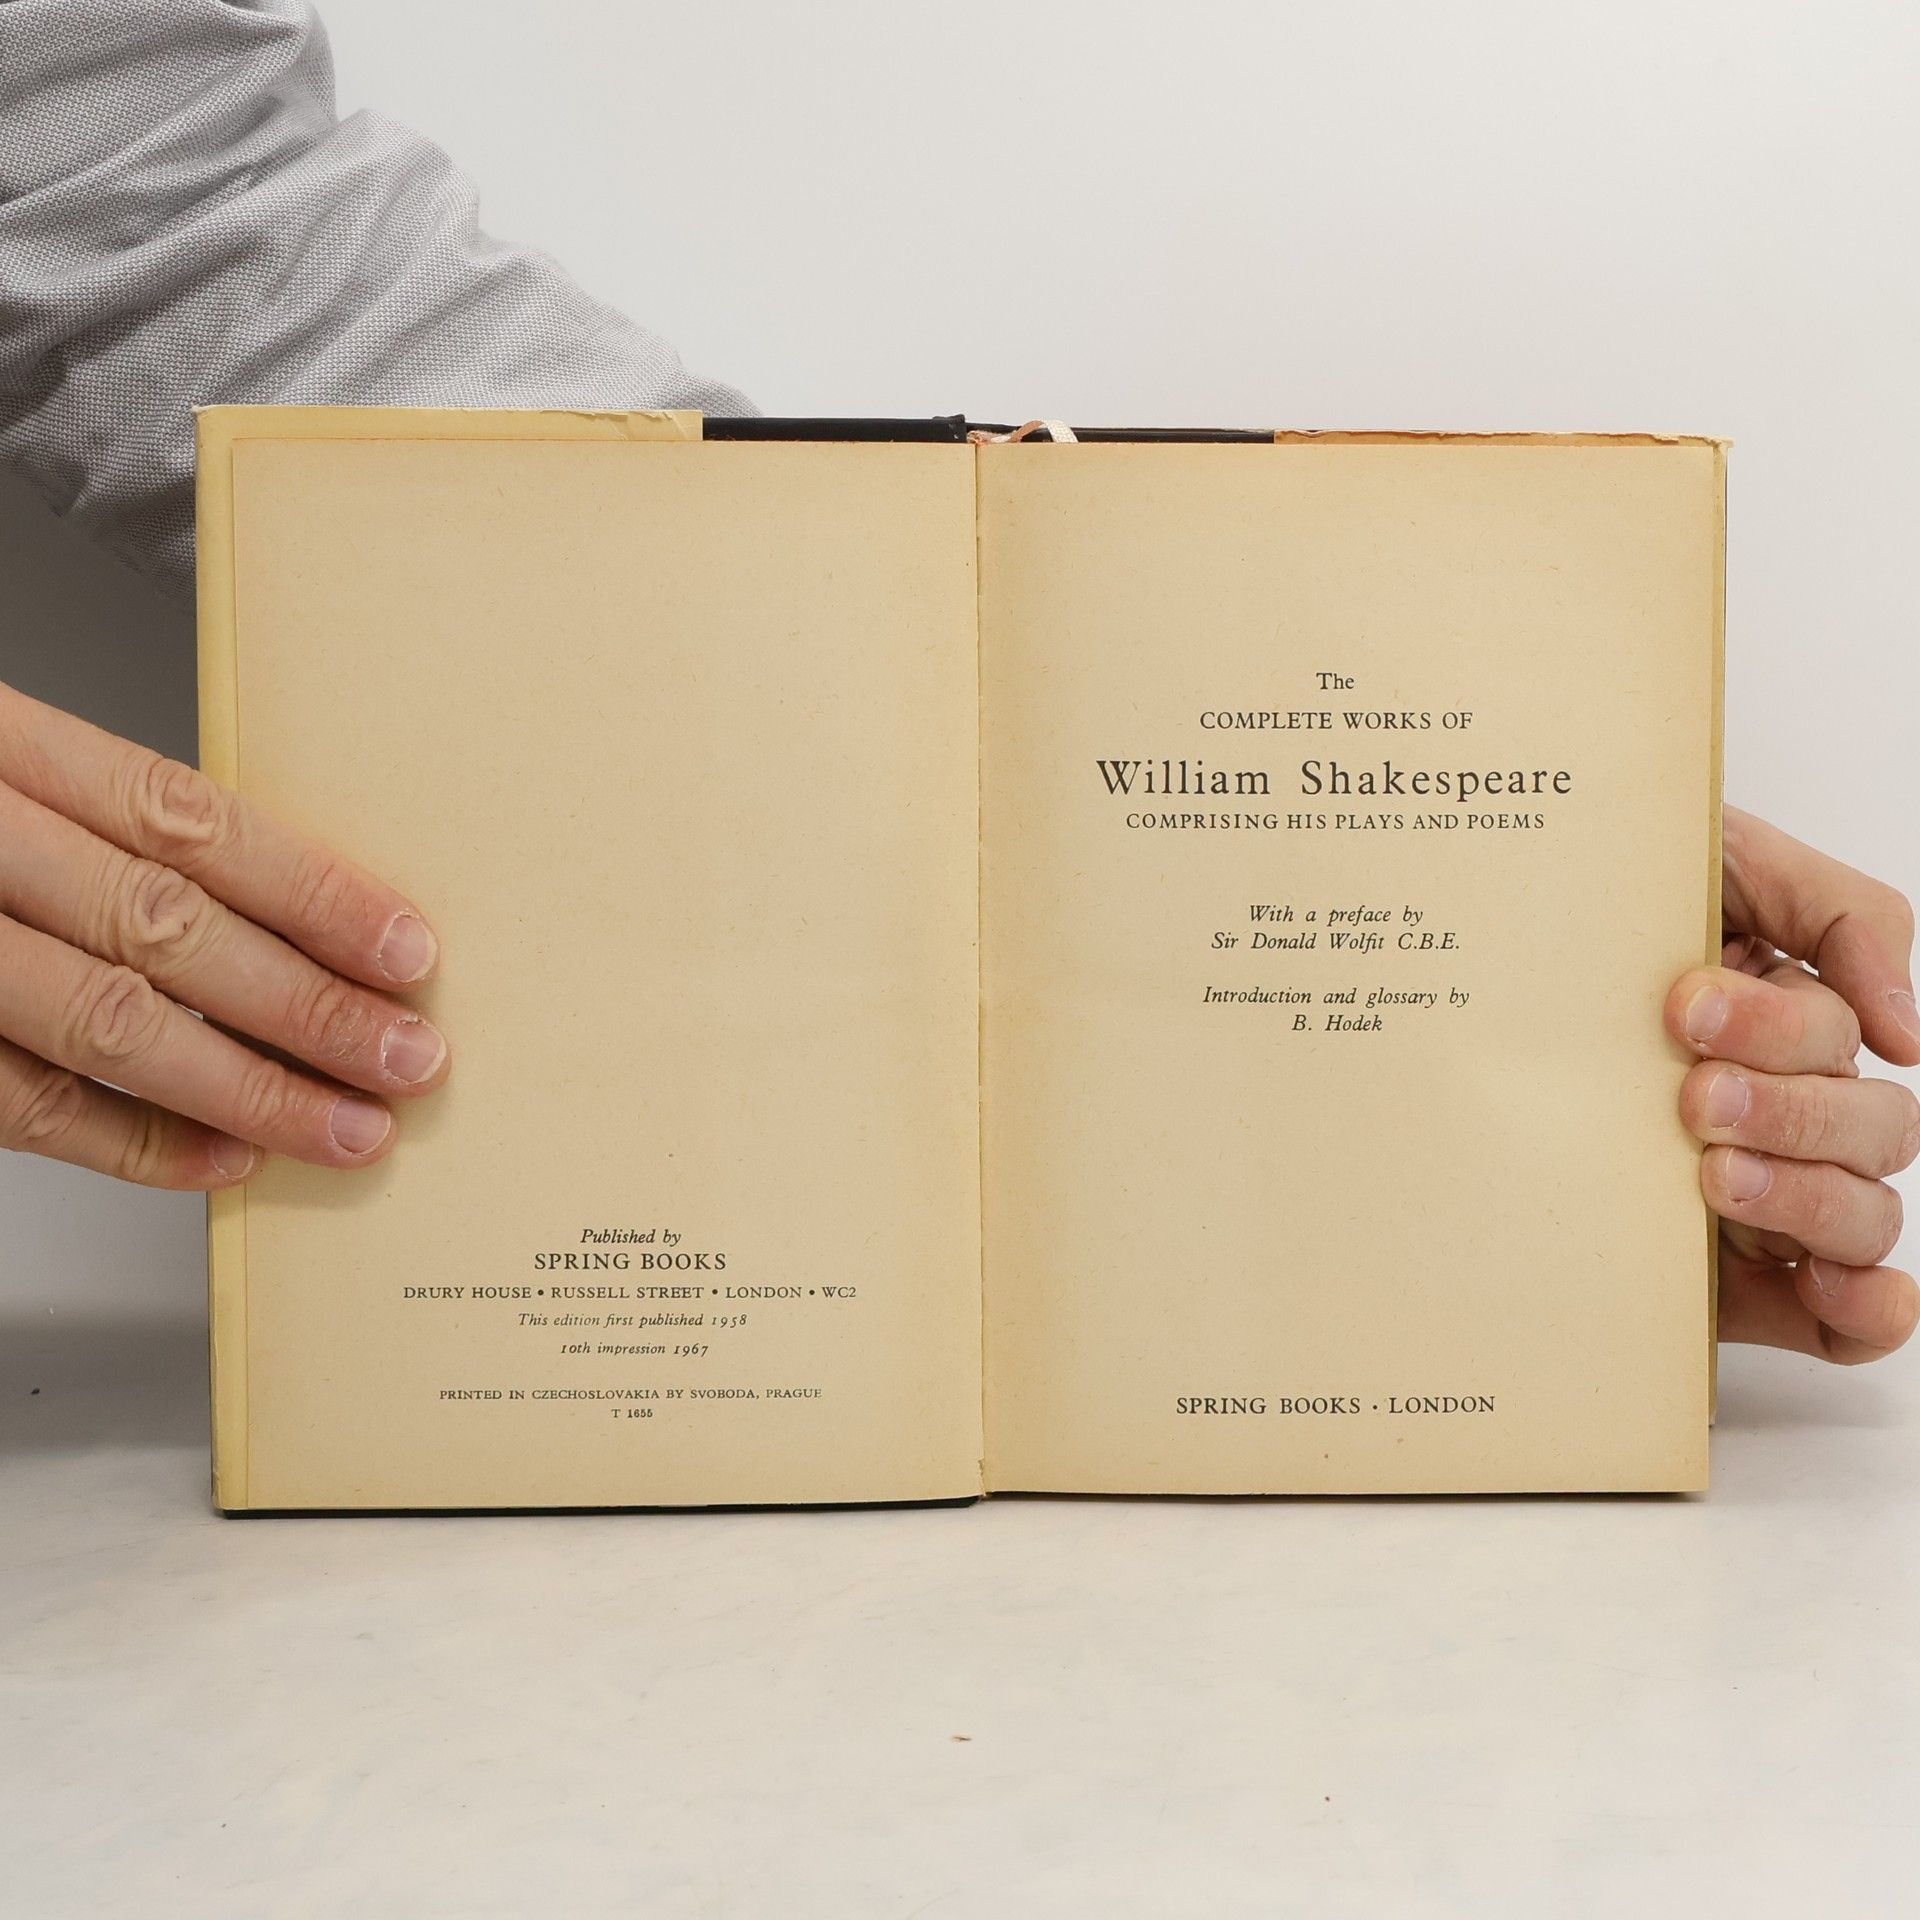 Published by
SPRING BOOKS
DRURY HOUSE • RUSSELL STREET • LONDON • WC2
This edition first published 1958
10th impression 1967
PRINTED IN CZECHOSLOVAKIA BY SVOBODA, PRAGUE
T 1655
The
COMPLETE WORKS OF
William Shakespeare
COMPRISING HIS PLAYS AND POEMS
With a preface by
Sir Donald Wolfit C.B.E.
Introduction and glossary by
B. Hodek
SPRING BOOKS · LONDON